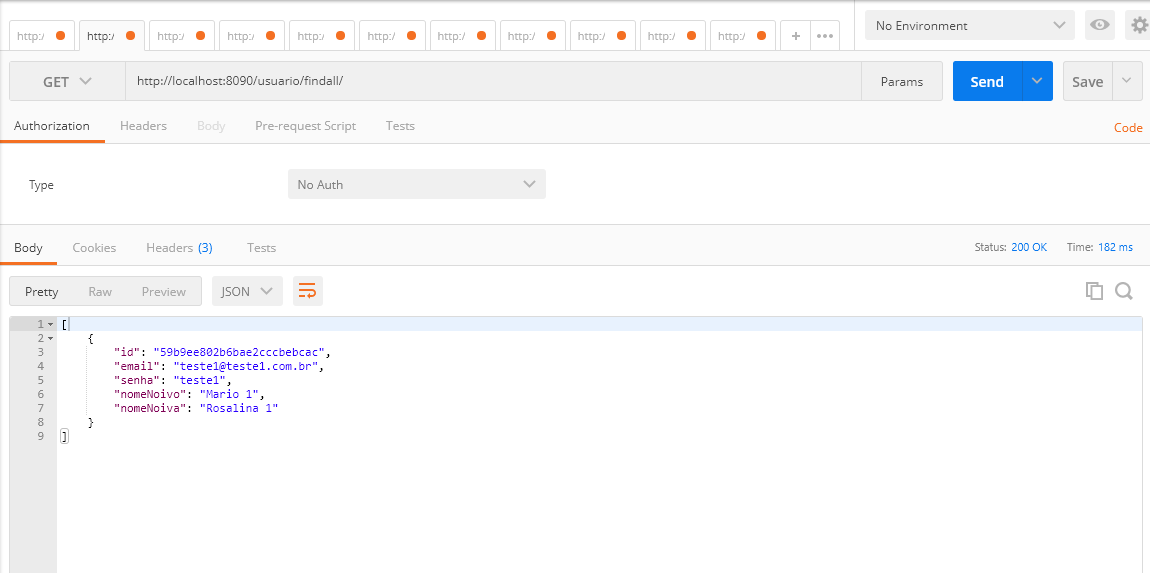 http:/ http:/ http:/ http:/ http:/ http:/ http:/ http:/ http:/ http:/ http:/ + ••• No Environment
GET http://localhost:8090/usuario/findall/ Params Send Save
Authorization Headers Body Pre-request Script Tests Code
Type No Auth
Body Cookies Headers (3) Tests Status: 200 OK Time: 182 ms
Pretty Raw Preview JSON
1 [
2 {
3 "id": "59b9ee802b6bae2cccbebcac",
4 "email": "teste1@teste1.com.br",
5 "senha": "teste1",
6 "nomeNoivo": "Mario 1",
7 "nomeNoiva": "Rosalina 1"
8 }
9 ]